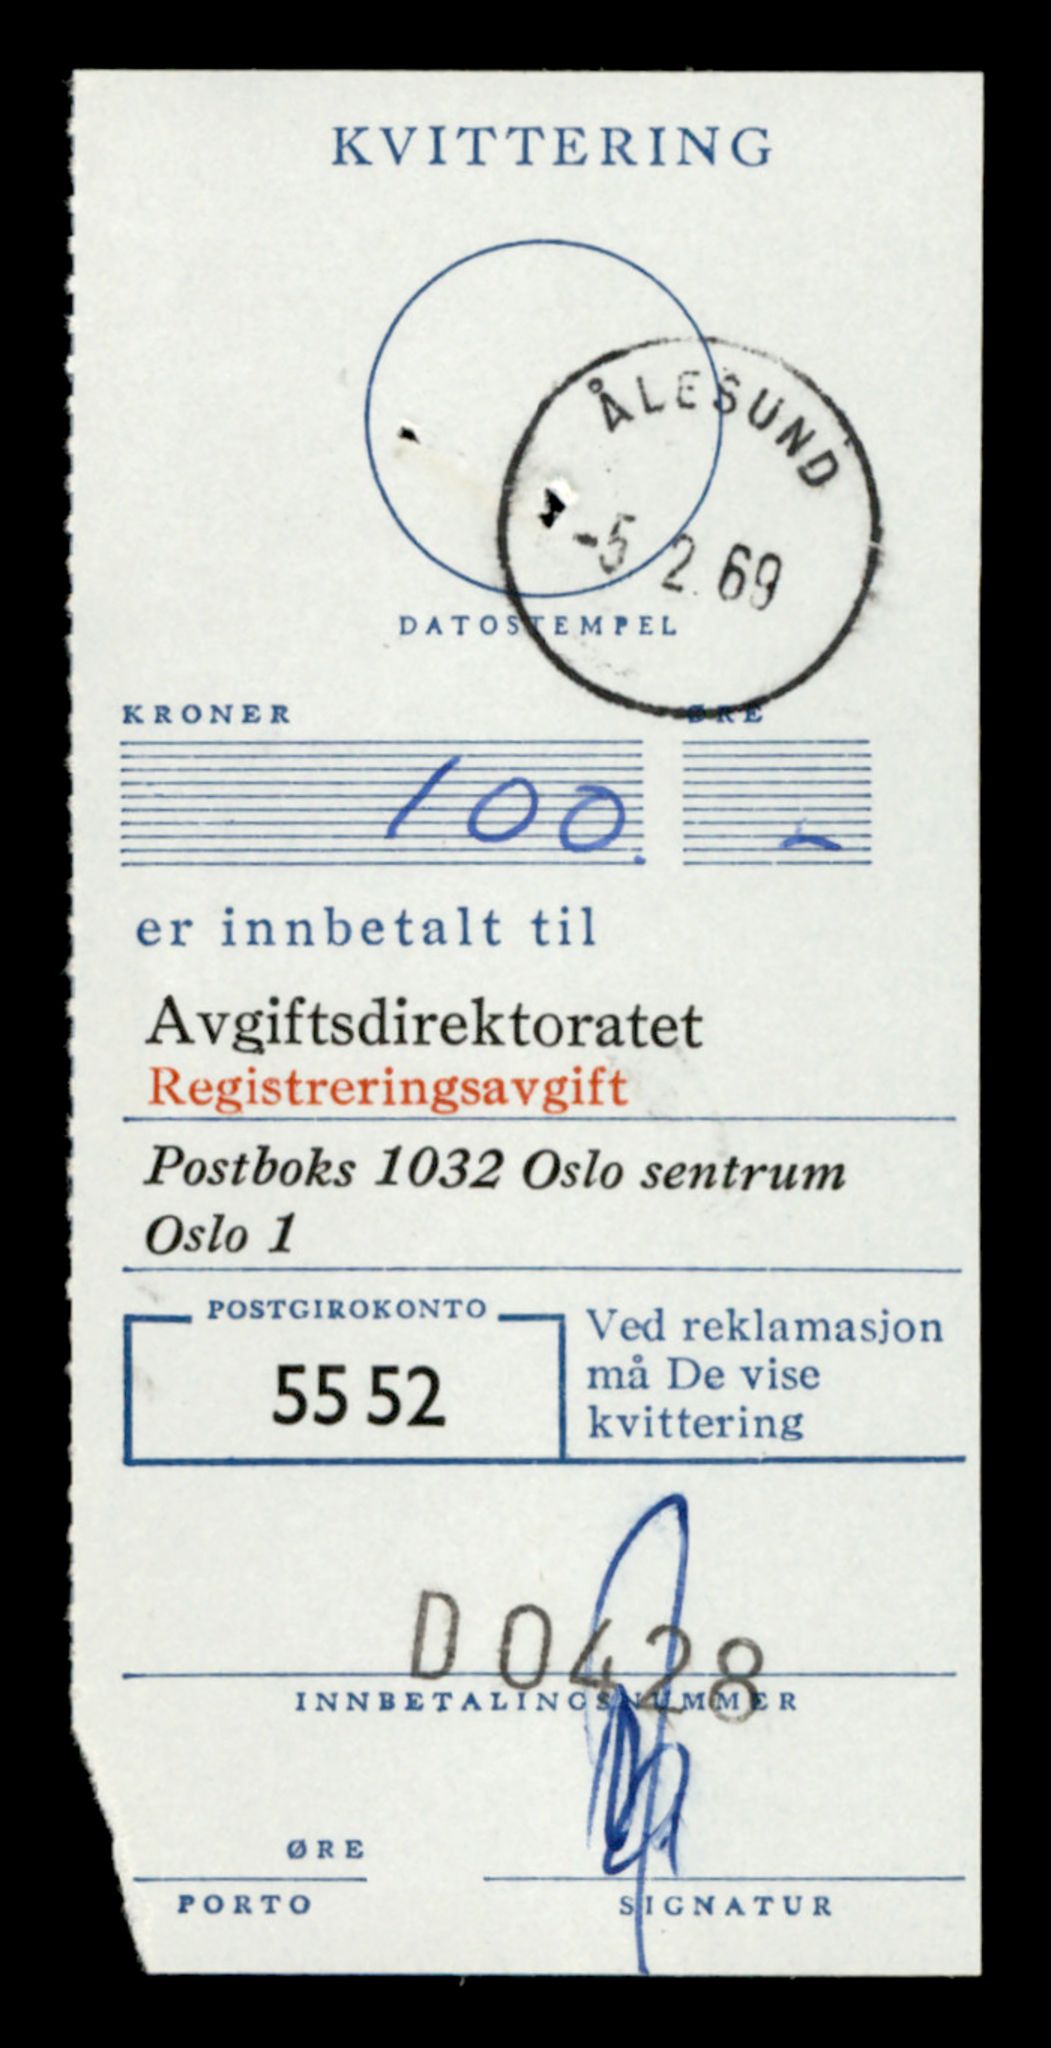 KVITTERING
ÅLESUND
-5 2.69
DATOSTEMPEL
KRONER ØRE
100. -
er innbetalt til
Avgiftsdirektoratet
Registreringsavgift
Postboks 1032 Oslo sentrum
Oslo 1
POSTGIROKONTO
55 52
Ved reklamasjon
må De vise
kvittering
D0428
INNBETALINGSNUMMER
ØRE
PORTO
SIGNATUR